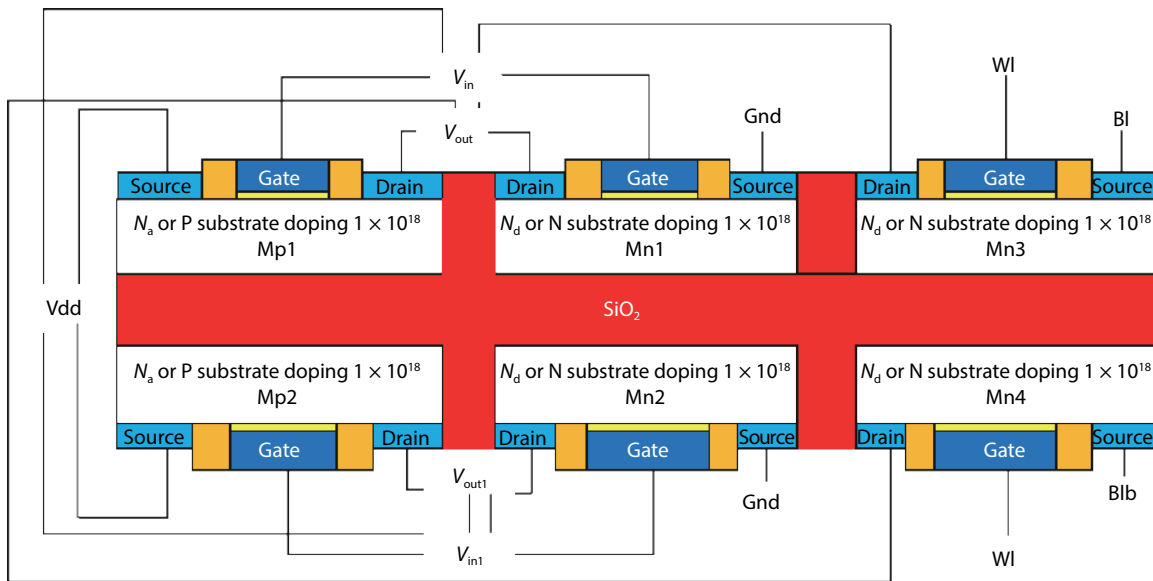 V_in
Wl
V_out
Gnd
Bl
Source
Gate
Drain
Drain
Gate
Source
Drain
Gate
Source
N_a or P substrate doping 1 × 10^18
Mp1
N_d or N substrate doping 1 × 10^18
Mn1
N_d or N substrate doping 1 × 10^18
Mn3
Vdd
SiO_2
N_a or P substrate doping 1 × 10^18
Mp2
N_d or N substrate doping 1 × 10^18
Mn2
N_d or N substrate doping 1 × 10^18
Mn4
Source
Gate
Drain
Drain
Gate
Source
Drain
Gate
Source
V_out1
Gnd
Blb
V_in1
Wl